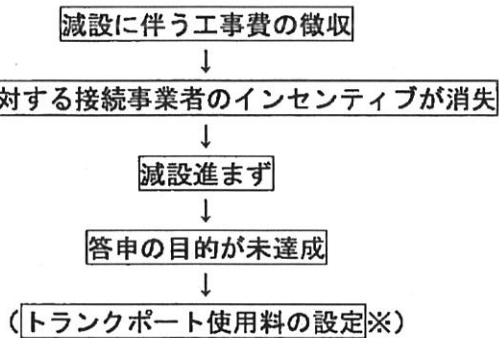 減設に伴う工事費の徴収
↓
対する接続事業者のインセンティブが消失
↓
減設進まず
↓
答申の目的が未達成
↓
(トランクポート使用料の設定※)